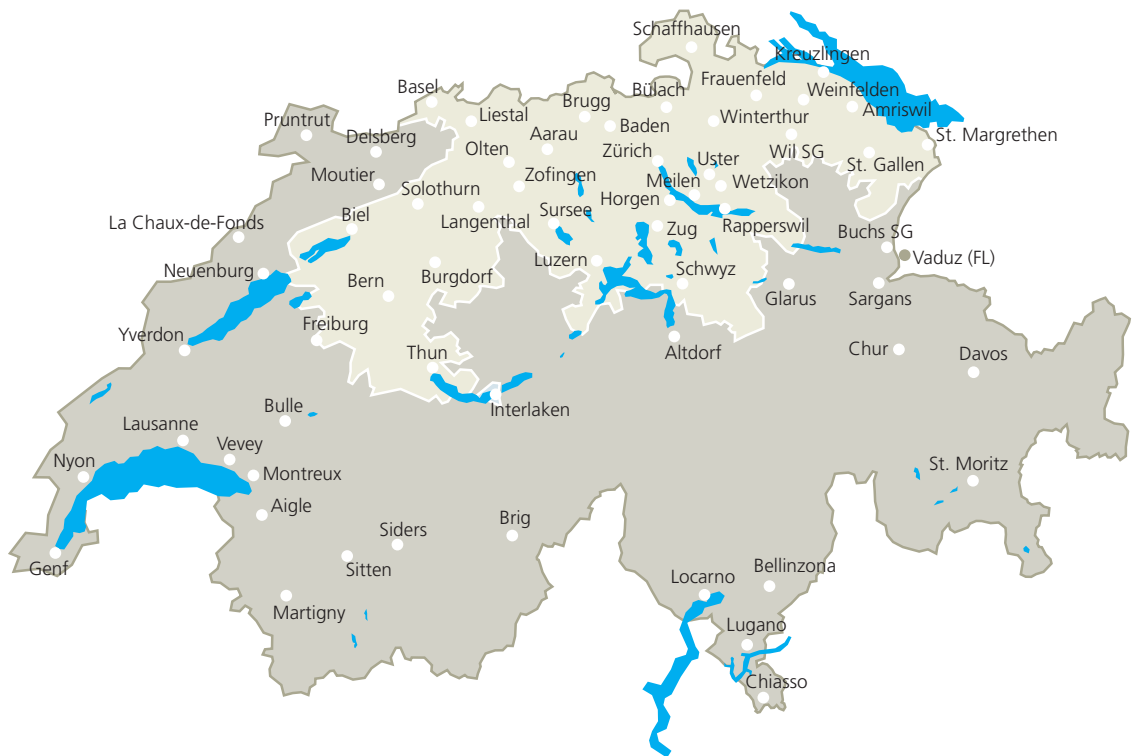 Schaffhausen
Kreuzlingen
Frauenfeld
Basel
Bülach
Weinfelden
Brugg
Amriswil
Liestal
Winterthur
Pruntrut
Baden
Aarau
St. Margrethen
Delsberg
Olten
Zürich
Wil SG
Uster
St. Gallen
Moutier
Zofingen
Meilen
Wetzikon
Solothurn
Horgen
Sursee
La Chaux-de-Fonds
Biel
Langenthal
Zug
Rapperswil
Buchs SG
Vaduz (FL)
Neuenburg
Burgdorf
Luzern
Schwyz
Bern
Glarus
Sargans
Freiburg
Yverdon
Thun
Altdorf
Chur
Davos
Bulle
Interlaken
Lausanne
Vevey
Nyon
Montreux
St. Moritz
Aigle
Brig
Siders
Genf
Sitten
Bellinzona
Locarno
Martigny
Lugano
Chiasso